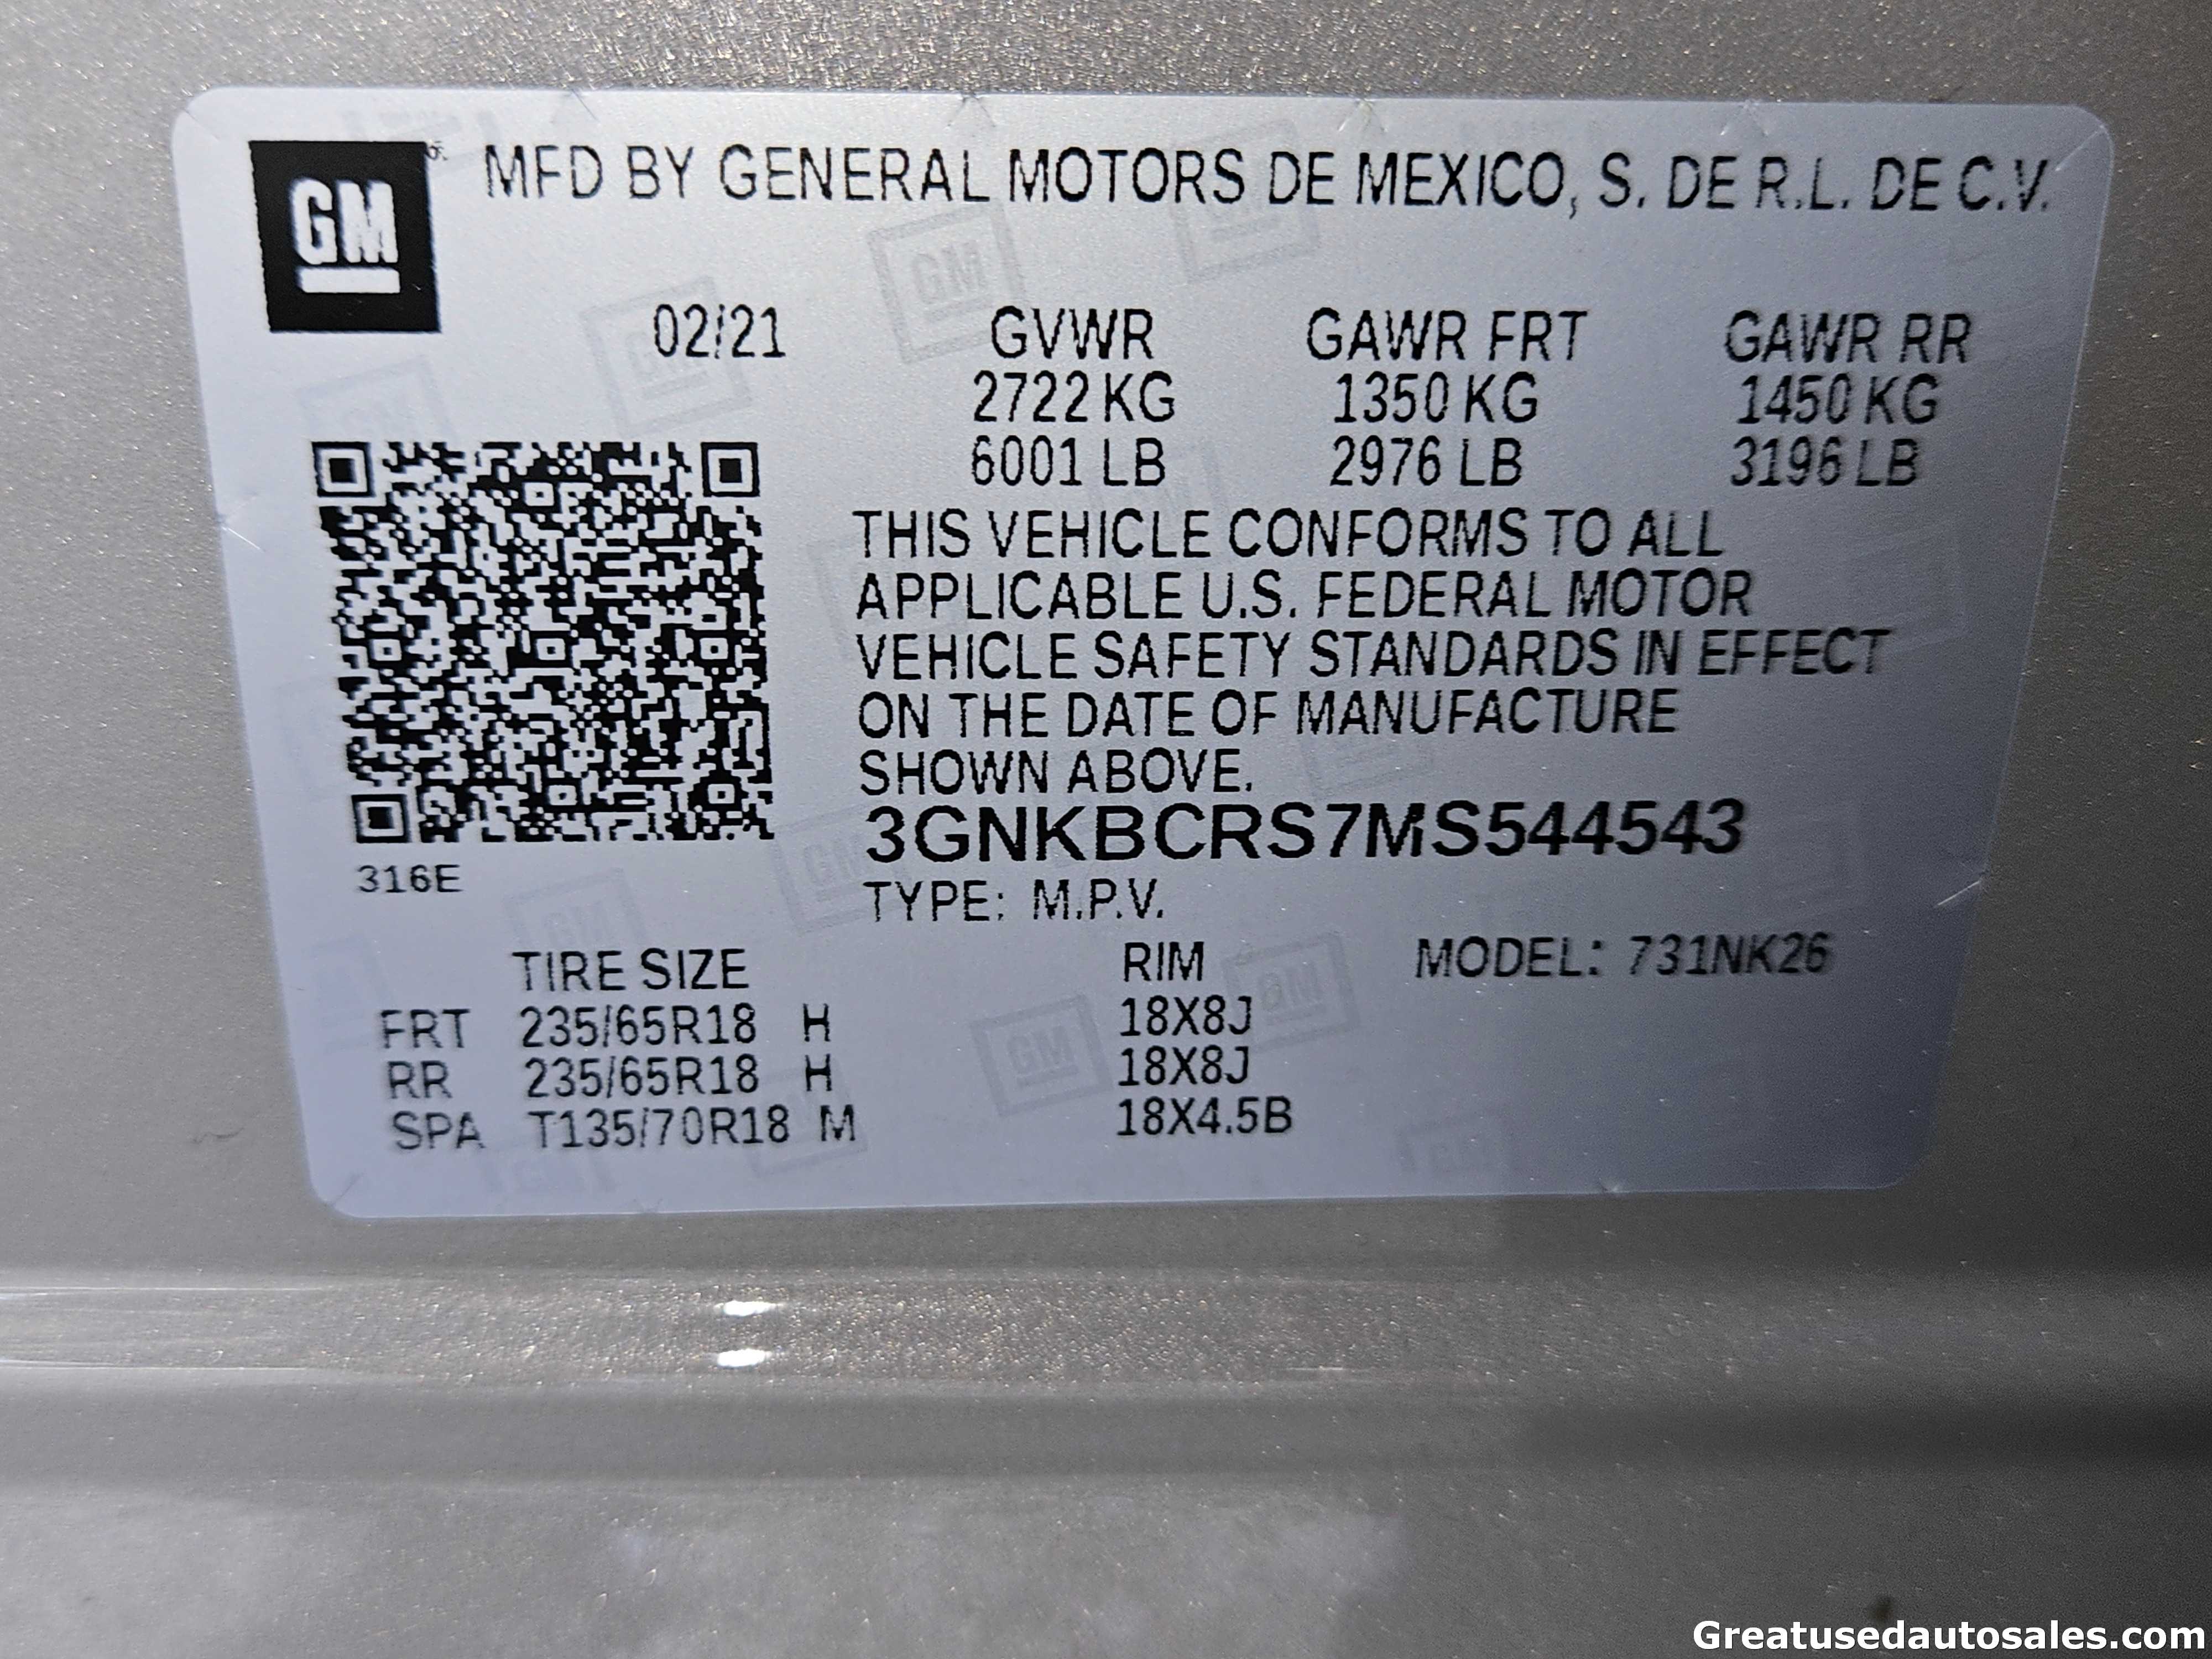 GM
MFD BY GENERAL MOTORS DE MEXICO, S. DE R.L. DE C.V.
02/21 GVWR GAWR FRT GAWR RR
2722 KG 1350 KG 1450 KG
6001 LB 2976 LB 3196 LB
THIS VEHICLE CONFORMS TO ALL
APPLICABLE U.S. FEDERAL MOTOR
VEHICLE SAFETY STANDARDS IN EFFECT
ON THE DATE OF MANUFACTURE
SHOWN ABOVE.
3GNKBCRS7MS544543
316E
TYPE: M.P.V.
TIRE SIZE RIM MODEL: 731NK26
FRT 235/65R18 H 18X8J
RR 235/65R18 H 18X8J
SPA T135/70R18 M 18X4.5B
Greatusedautosales.com